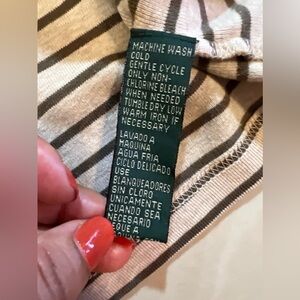 MACHINE WASH
COLD
GENTLE CYCLE
ONLY NON-
CHLORINE BLEACH
WHEN NEEDED
TUMBLE DRY LOW
WARM IRON IF
NECESSARY
LAVADO A
MAQUINA
AGUA FRIA
CICLO DELICADO
USE
BLANQUEADORES
SIN CLORO
UNICAMENTE
CUANDO SEA
NECESARIO